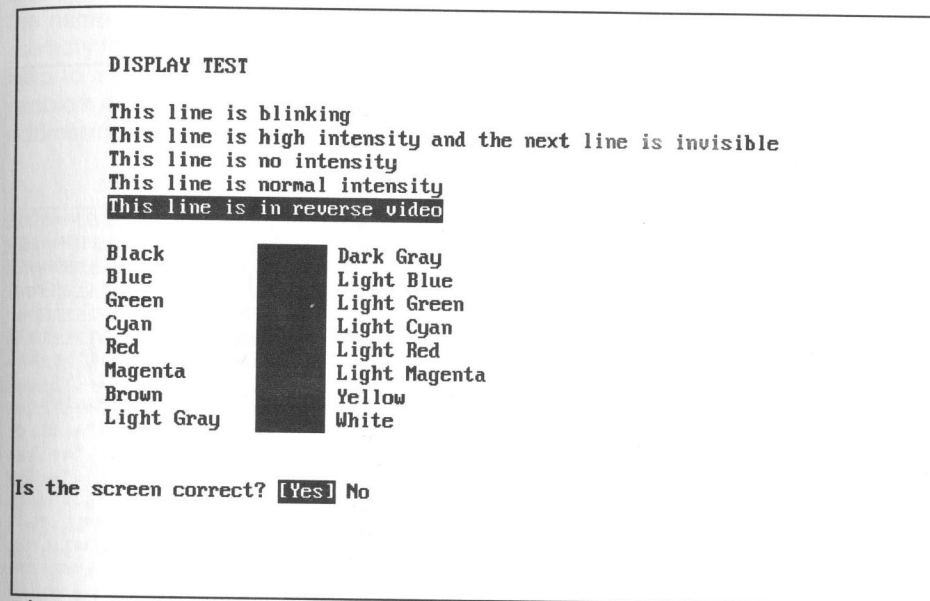 DISPLAY TEST
This line is blinking
This line is high intensity and the next line is invisible
This line is no intensity
This line is normal intensity
This line is in reverse video
Black Dark Gray
Blue Light Blue
Green Light Green
Cyan Light Cyan
Red Light Red
Magenta Light Magenta
Brown Yellow
Light Gray White
Is the screen correct? [Yes] No